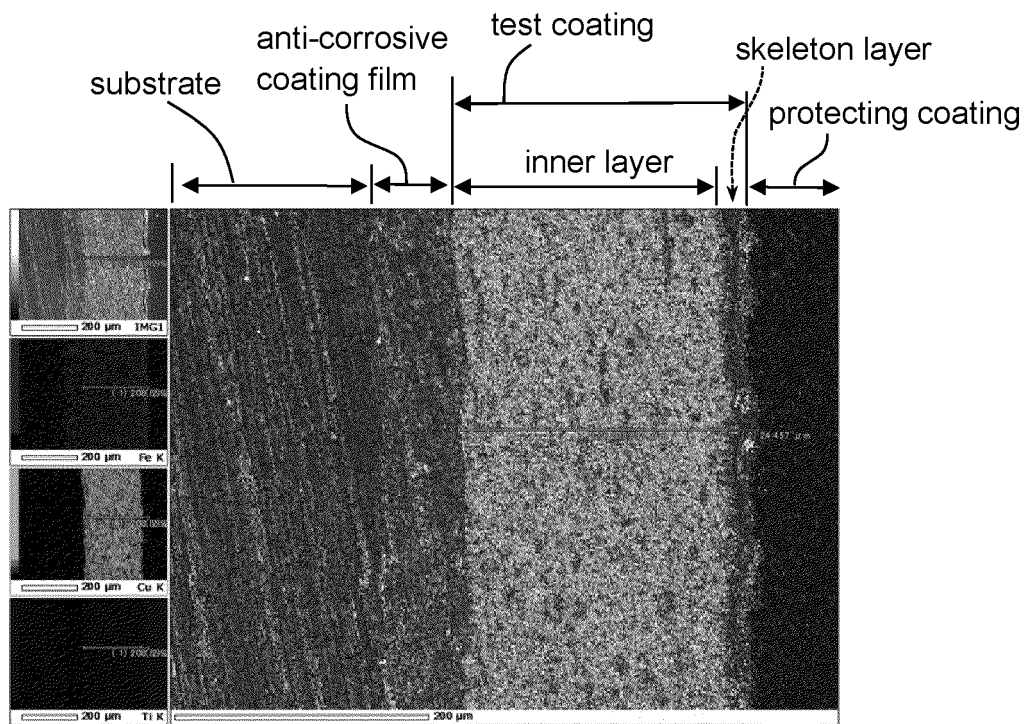 test coating
anti-corrosive
coating film
skeleton layer
substrate
protecting coating
inner layer
200 µm IMG1
200 µm Fe K
200 µm Cu K
200 µm Ti K
200 µm